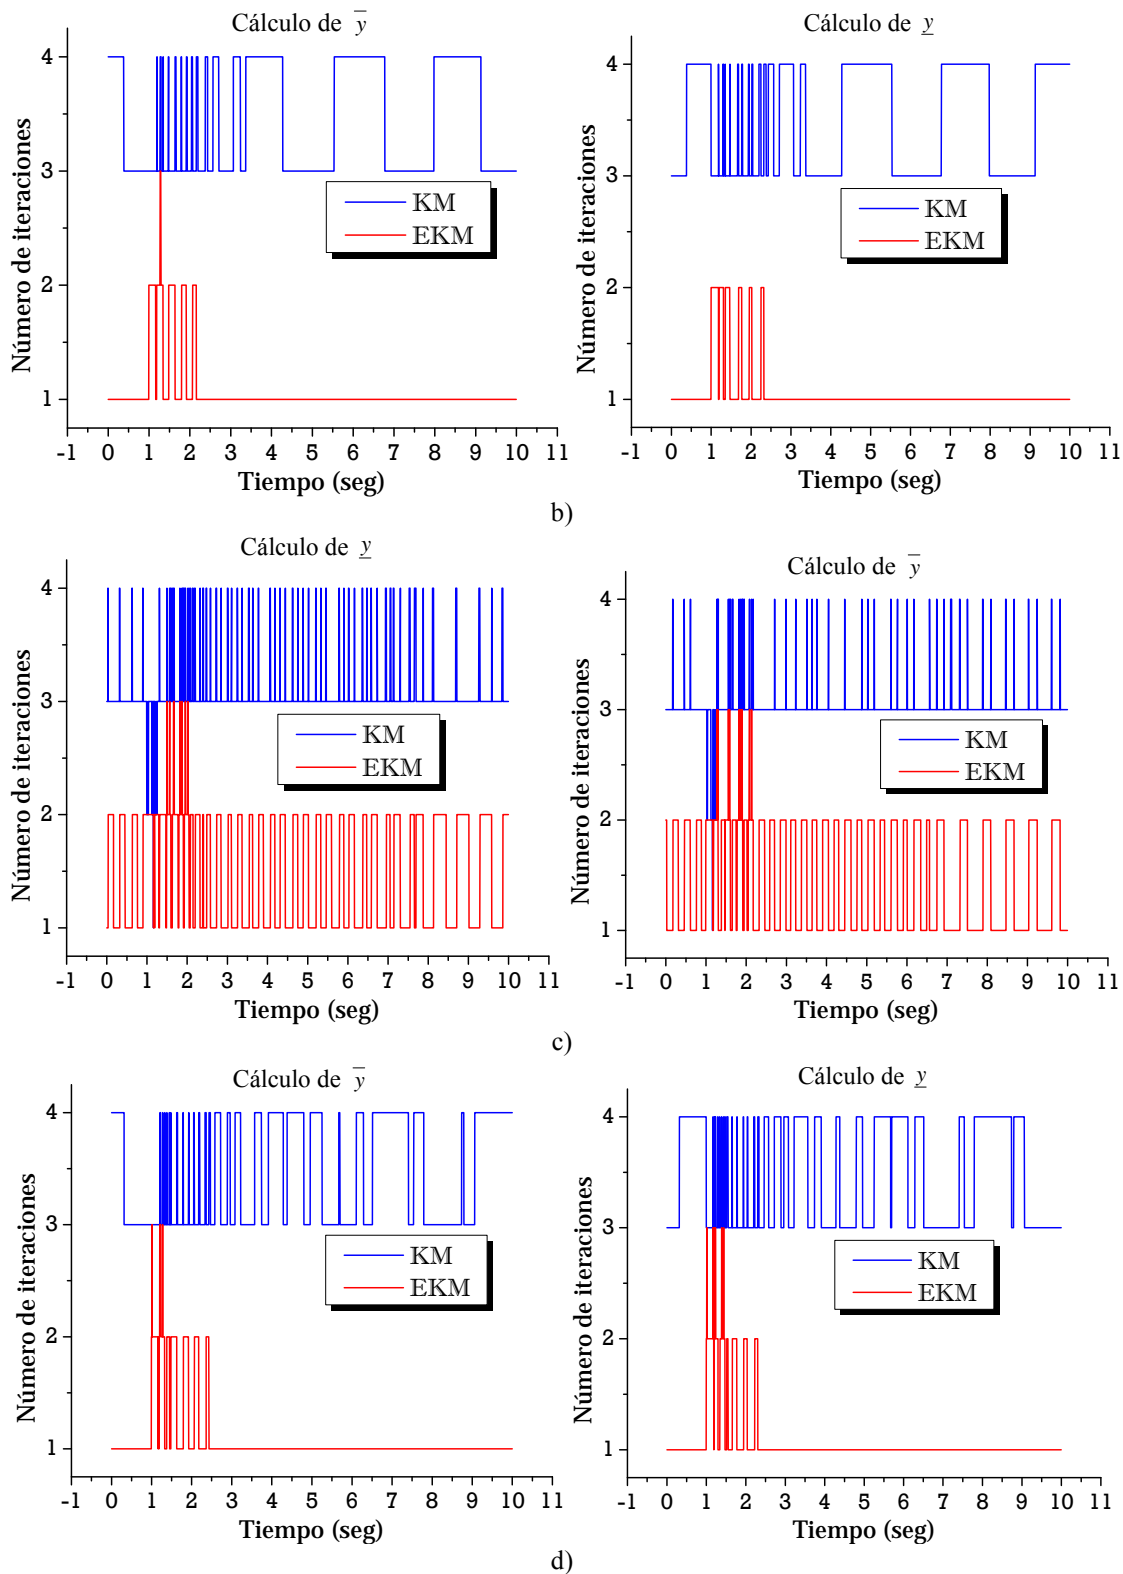 Cálculo de y
Cálculo de y
4
3
2
1
Número de iteraciones
KM
EKM
-1 0 1 2 3 4 5 6 7 8 9 10 11
Tiempo (seg)
4
3
2
1
Número de iteraciones
KM
EKM
-1 0 1 2 3 4 5 6 7 8 9 10 11
Tiempo (seg)
b)
Cálculo de y
Cálculo de y
4
3
2
1
Número de iteraciones
KM
EKM
-1 0 1 2 3 4 5 6 7 8 9 10 11
Tiempo (seg)
4
3
2
1
Número de iteraciones
KM
EKM
-1 0 1 2 3 4 5 6 7 8 9 10 11
Tiempo (seg)
c)
Cálculo de y
Cálculo de y
4
3
2
1
Número de iteraciones
KM
EKM
-1 0 1 2 3 4 5 6 7 8 9 10 11
Tiempo (seg)
4
3
2
1
Número de iteraciones
KM
EKM
-1 0 1 2 3 4 5 6 7 8 9 10 11
Tiempo (seg)
d)